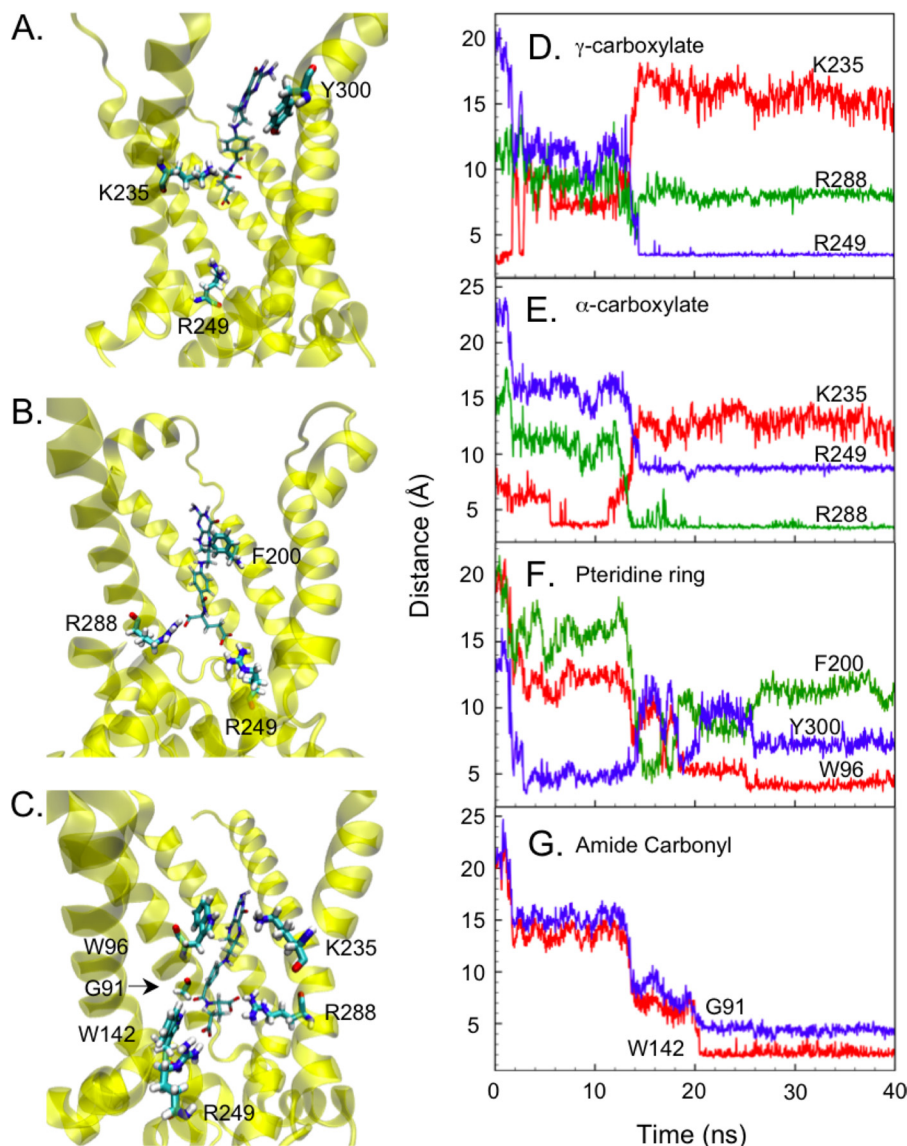 A.
Y300
K235
R249
B.
F200
R288
R249
C.
W96
K235
G91
R288
W142
R249
Distance (Å)
D. γ-carboxylate
K235
R288
R249
15
10
5
E. α-carboxylate
K235
R249
R288
25
20
15
10
5
F. Pteridine ring
F200
Y300
W96
20
15
10
5
G. Amide Carbonyl
G91
W142
25
20
15
10
5
0 10 20 30 40
Time (ns)